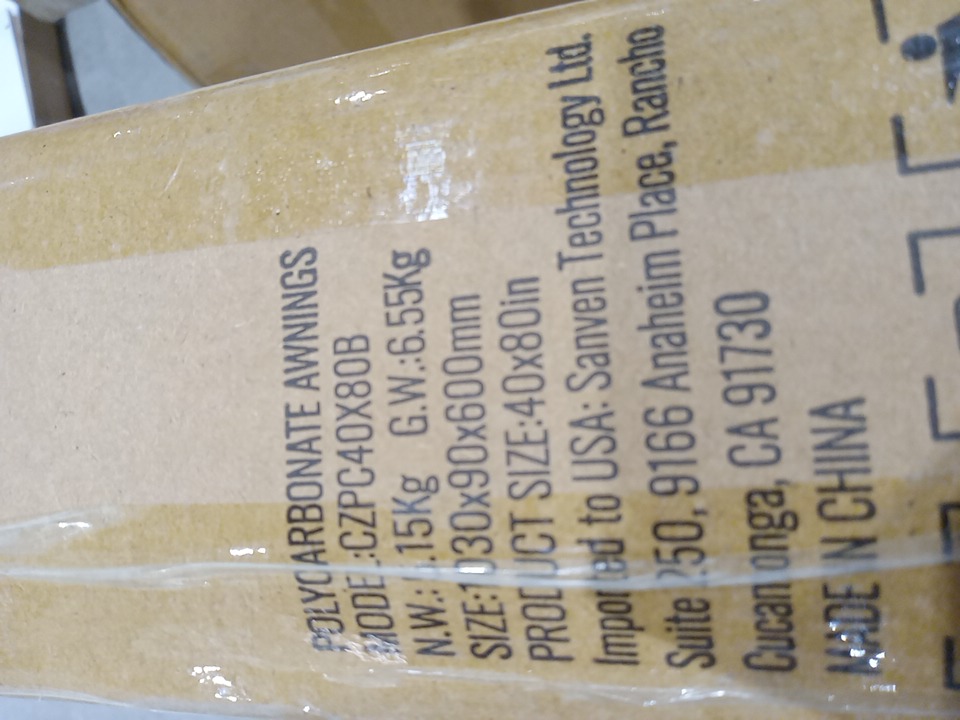 POLYCARBONATE AWNINGS
MODEL:CZPC40X80B
N.W.: .15Kg G.W.:6.55Kg
SIZE:1030x90x600mm
PRODUCT SIZE:40x80in
Imported to USA: Sanven Technology Ltd.
Suite 250, 9166 Anaheim Place, Rancho
Cucamonga, CA 91730
MADE IN CHINA